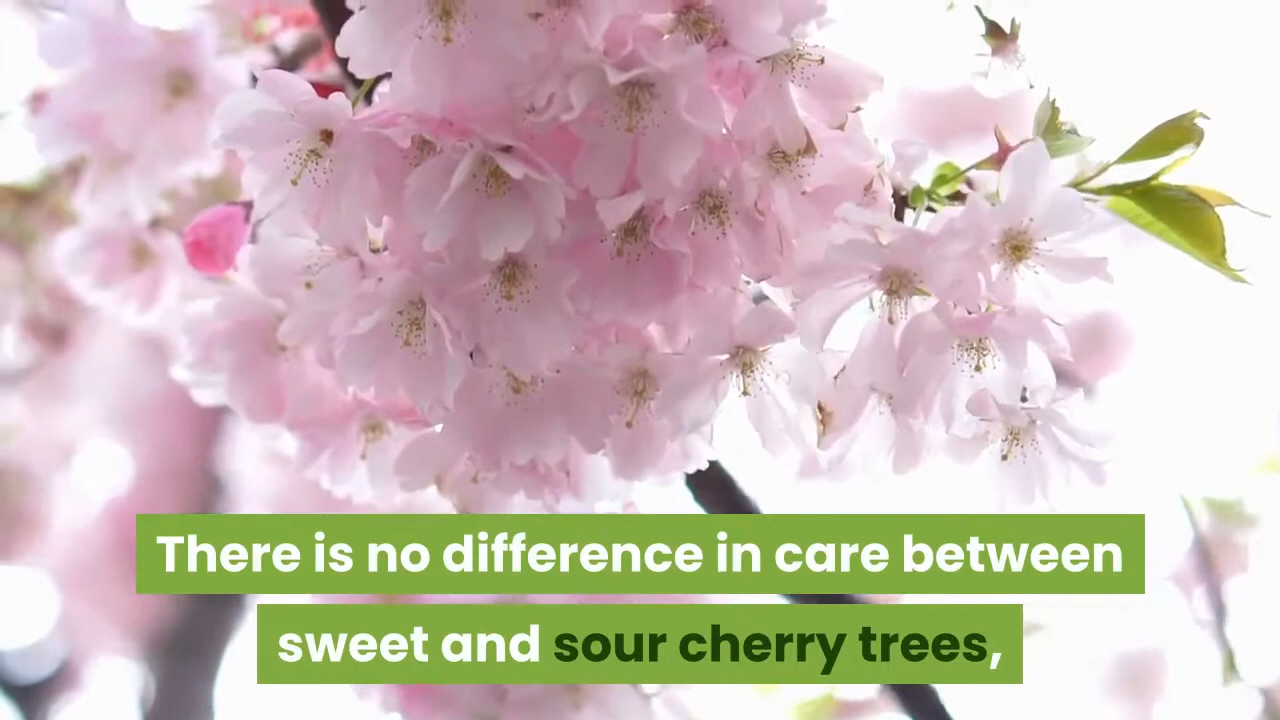 There is no difference in care between
sweet and sour cherry trees,